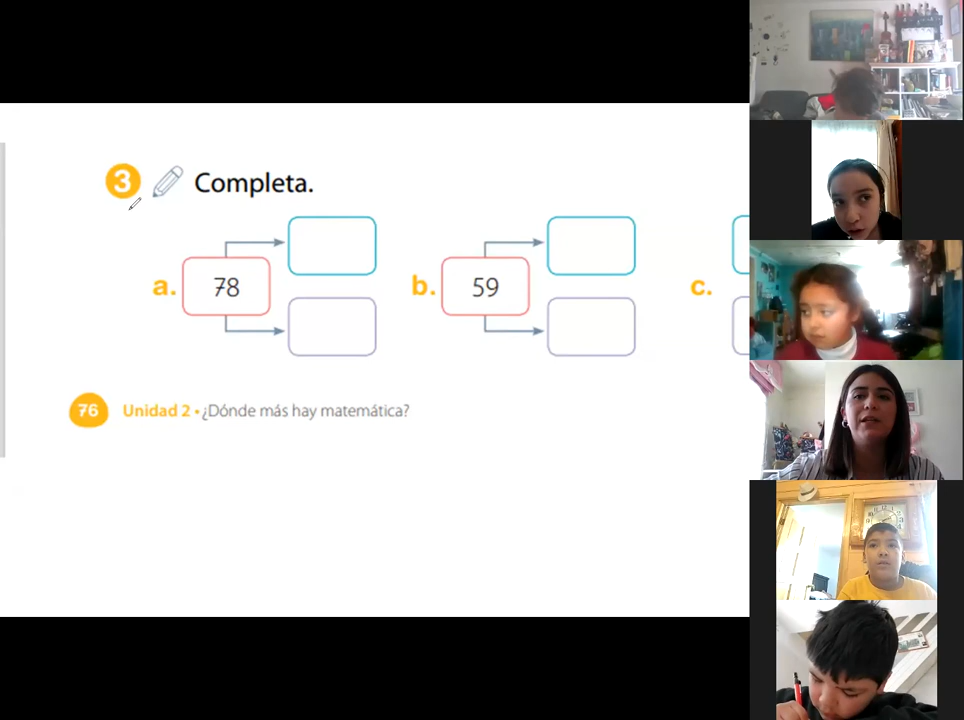 3 Completa.
a. 78
b. 59
c.
76 Unidad 2 • ¿Dónde más hay matemática?